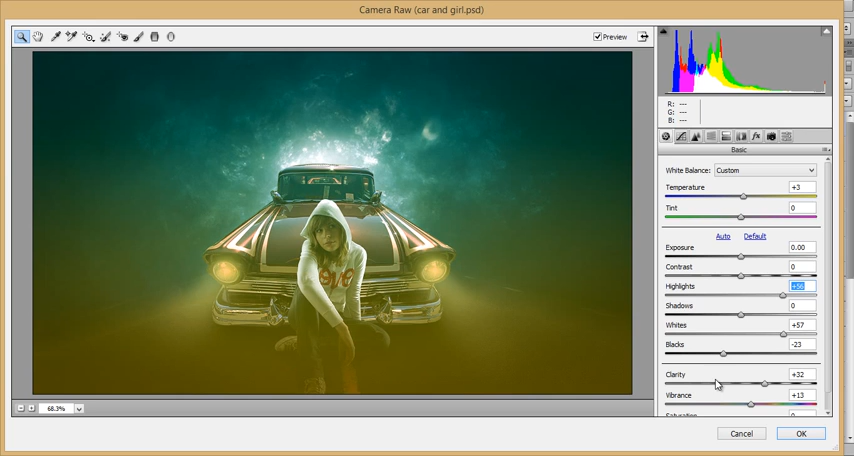 Camera Raw (car and girl.psd)
Preview
R: ---
G: ---
B: ---
fx
Basic
White Balance: Custom
Temperature +3
Tint 0
Auto Default
Exposure 0.00
Contrast 0
Highlights +56
Shadows 0
Whites +57
Blacks -23
Clarity +32
Vibrance +13
68.3%
Cancel OK